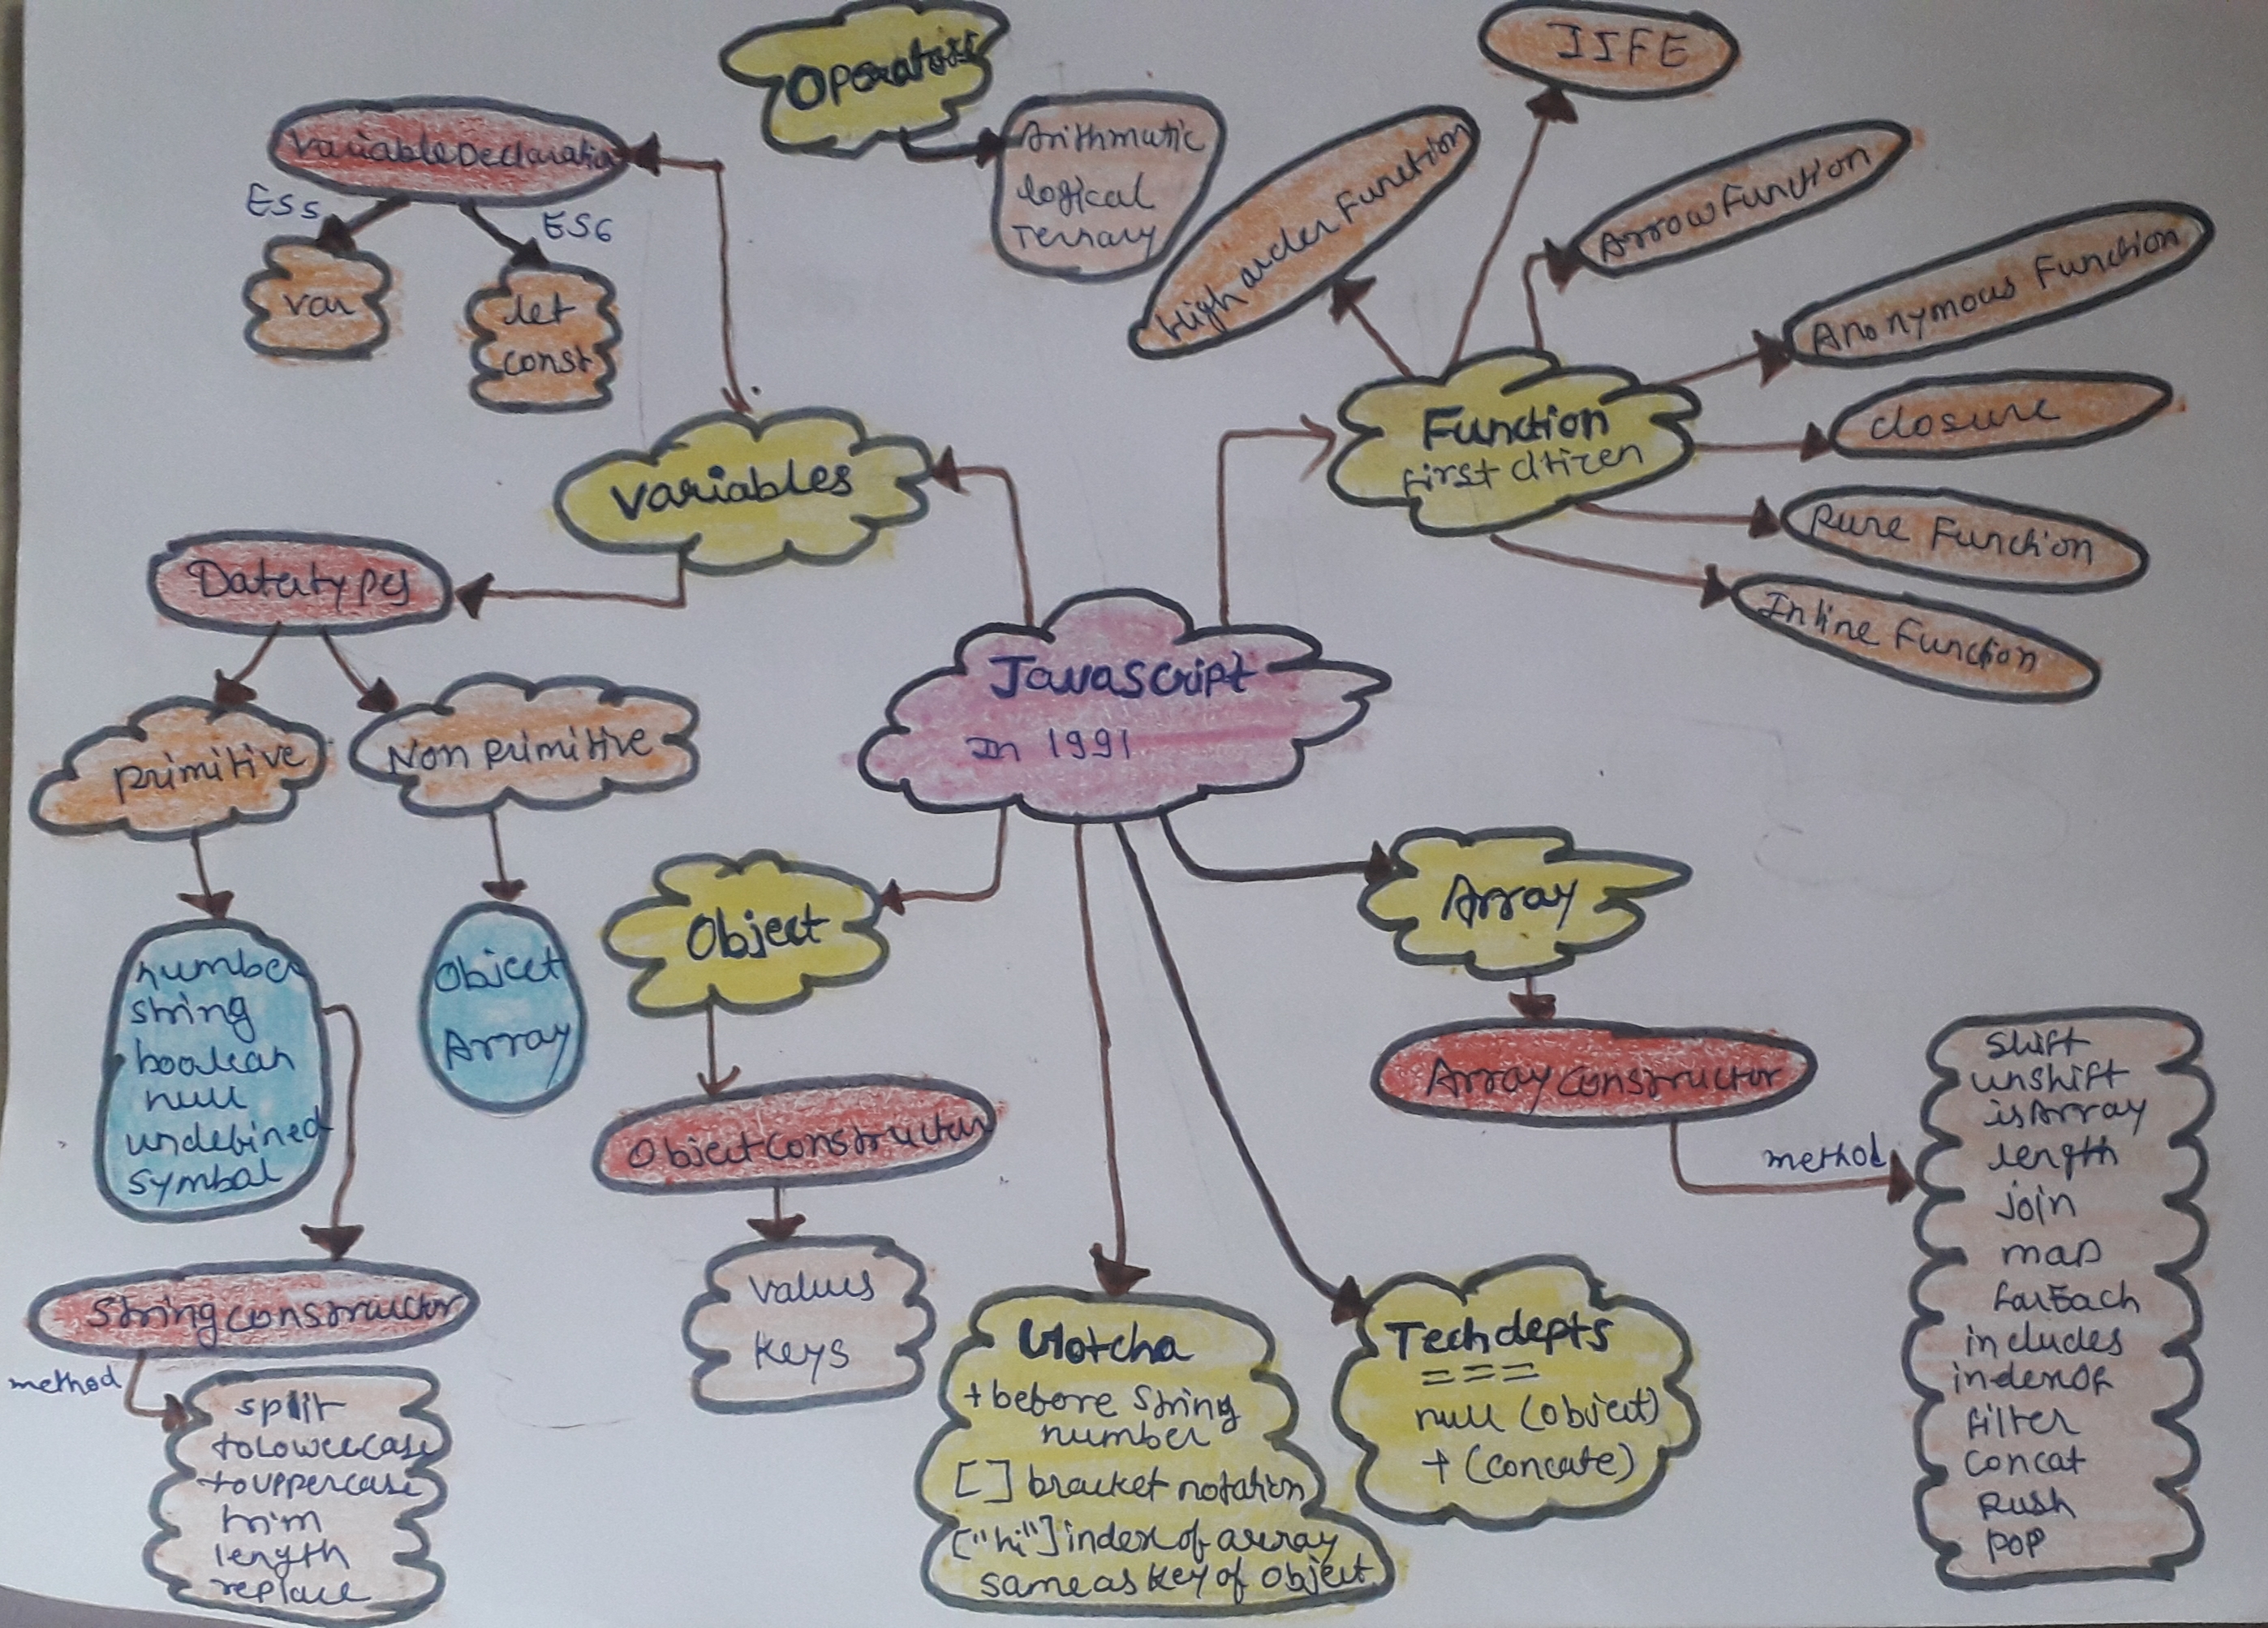 Operators
Arithmatic
logical
Ternary
IIFE
High order Function
Arrow Function
Anonymous Function
closure
Pure Function
Inline Function
Function
First Citizen
Variable Declaration
ES5
ES6
var
let
const
Variables
Datatypes
Primitive
Non Primitive
number
string
boolean
null
undefined
symbol
Object
Array
JavaScript
In 1991
Object
Object constructor
values
keys
String constructor
method
split
toLowercase
toUppercase
trim
length
replace
Gotcha
+ before string
number
[ ] bracket notation
["hi"] index of array
same as key of object
Tech depts
===
null (object)
+ (concate)
Array
Array constructor
method
shift
unshift
isArray
length
join
map
forEach
includes
indexOf
filter
concat
Push
POP